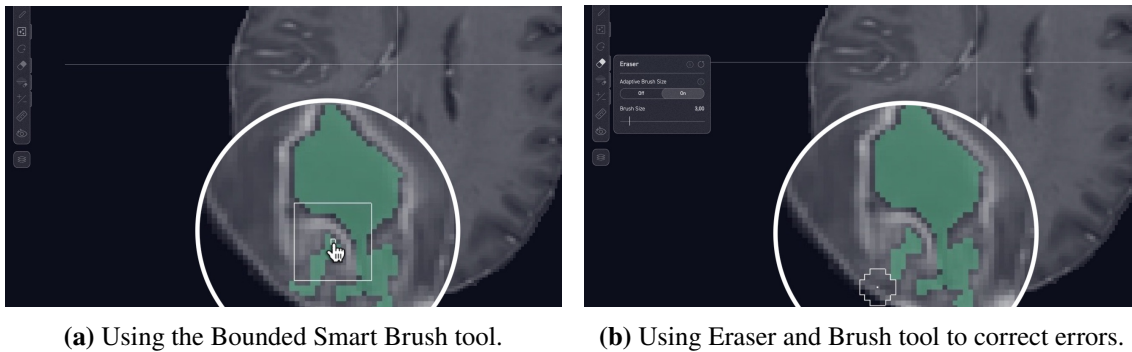 Eraser
Adaptive Brush Size
Off On
Brush Size 3,00
(a) Using the Bounded Smart Brush tool.
(b) Using Eraser and Brush tool to correct errors.